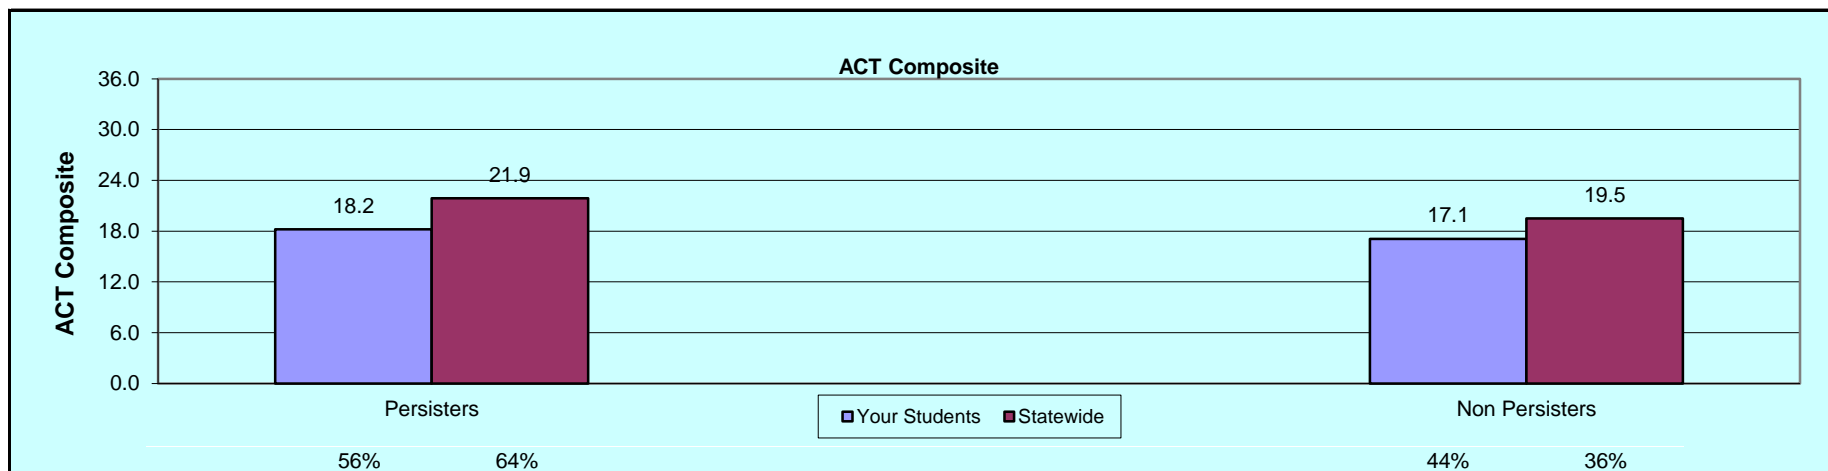 ACT Composite
ACT Composite
36.0
30.0
24.0
18.0
12.0
6.0
0.0
18.2
21.9
17.1
19.5
Persisters
Non Persisters
Your Students Statewide
56% 64% 44% 36%